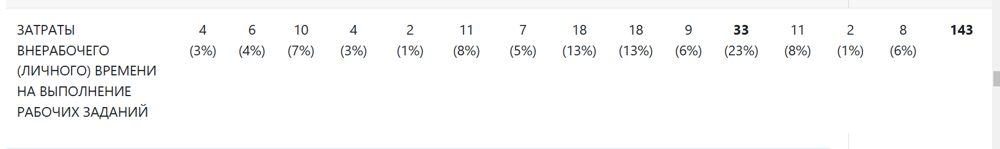 ЗАТРАТЫ 4 6 10 4 2 11 7 18 18 9 33 11 2 8 143
ВНЕРАБОЧЕГО (3%) (4%) (7%) (3%) (1%) (8%) (5%) (13%) (13%) (6%) (23%) (8%) (1%) (6%)
(ЛИЧНОГО) ВРЕМЕНИ
НА ВЫПОЛНЕНИЕ
РАБОЧИХ ЗАДАНИЙ